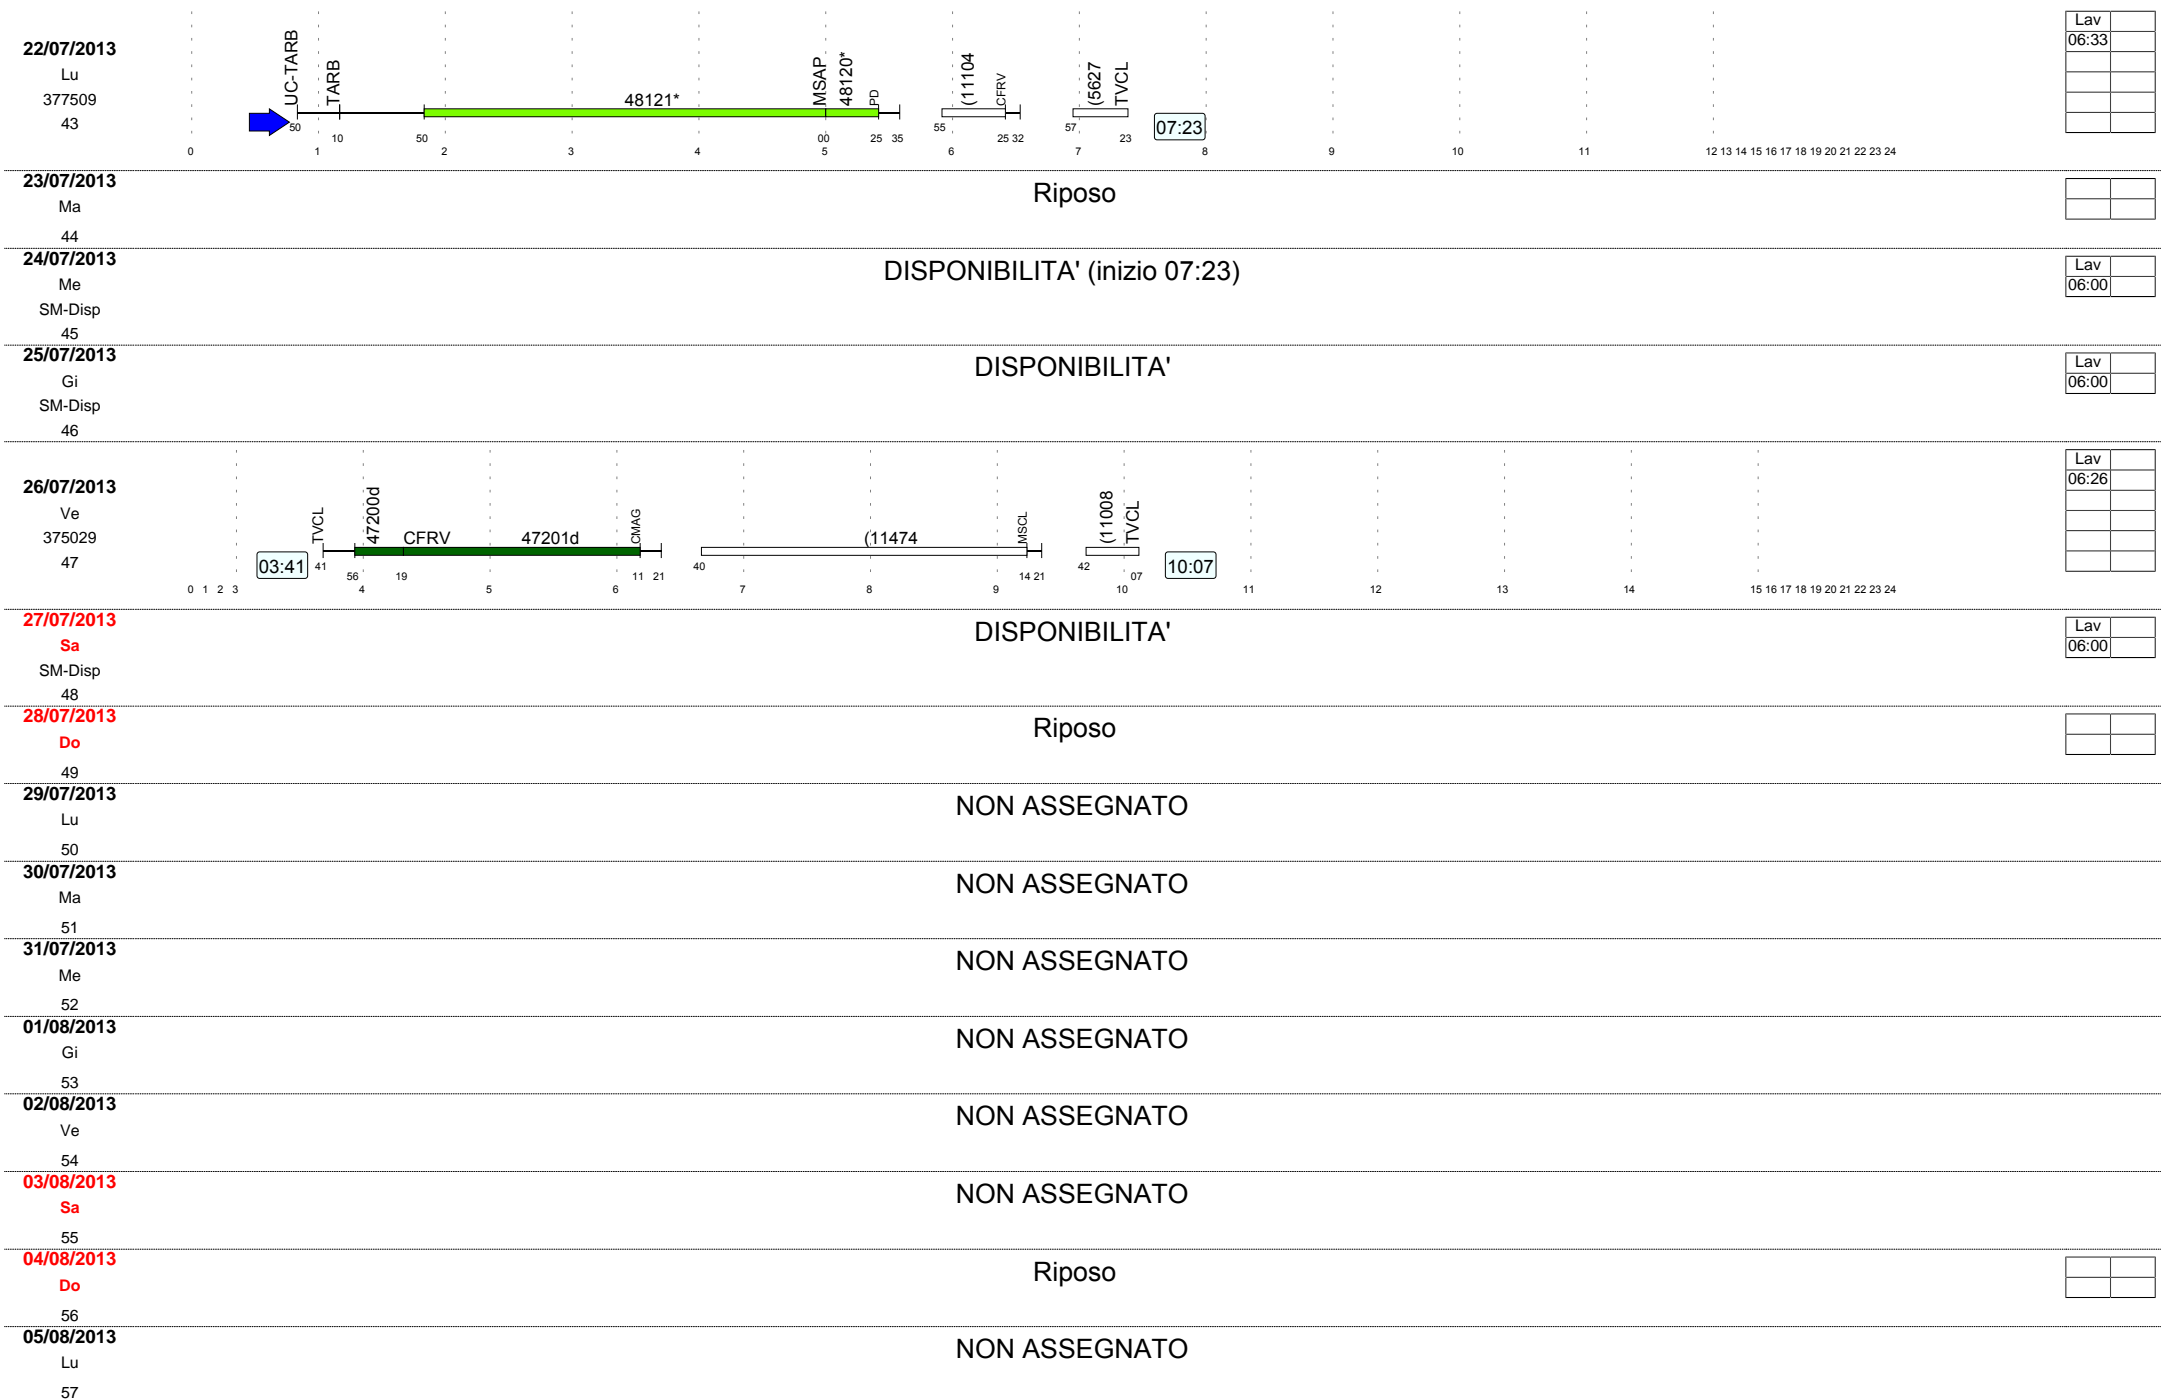 22/07/2013
Lu
377509
43
UC-TARB TARB 48121* MSAP 48120* PD (11104 CFRV (5627 TVCL
50 10 50 00 25 35 55 25 32 57 23 07:23
0 1 2 3 4 5 6 7 8 9 10 11 12 13 14 15 16 17 18 19 20 21 22 23 24
Lav
06:33
23/07/2013
Ma
44
Riposo
24/07/2013
Me
SM-Disp
45
DISPONIBILITA' (inizio 07:23)
Lav
06:00
25/07/2013
Gi
SM-Disp
46
DISPONIBILITA'
Lav
06:00
26/07/2013
Ve
375029
47
TVCL 47200d CFRV 47201d CMAG (11474 MSCL (11008 TVCL
03:41 41 56 19 11 21 40 14 21 42 07 10:07
0 1 2 3 4 5 6 7 8 9 10 11 12 13 14 15 16 17 18 19 20 21 22 23 24
Lav
06:26
27/07/2013
Sa
SM-Disp
48
DISPONIBILITA'
Lav
06:00
28/07/2013
Do
49
Riposo
29/07/2013
Lu
50
NON ASSEGNATO
30/07/2013
Ma
51
NON ASSEGNATO
31/07/2013
Me
52
NON ASSEGNATO
01/08/2013
Gi
53
NON ASSEGNATO
02/08/2013
Ve
54
NON ASSEGNATO
03/08/2013
Sa
55
NON ASSEGNATO
04/08/2013
Do
56
Riposo
05/08/2013
Lu
57
NON ASSEGNATO